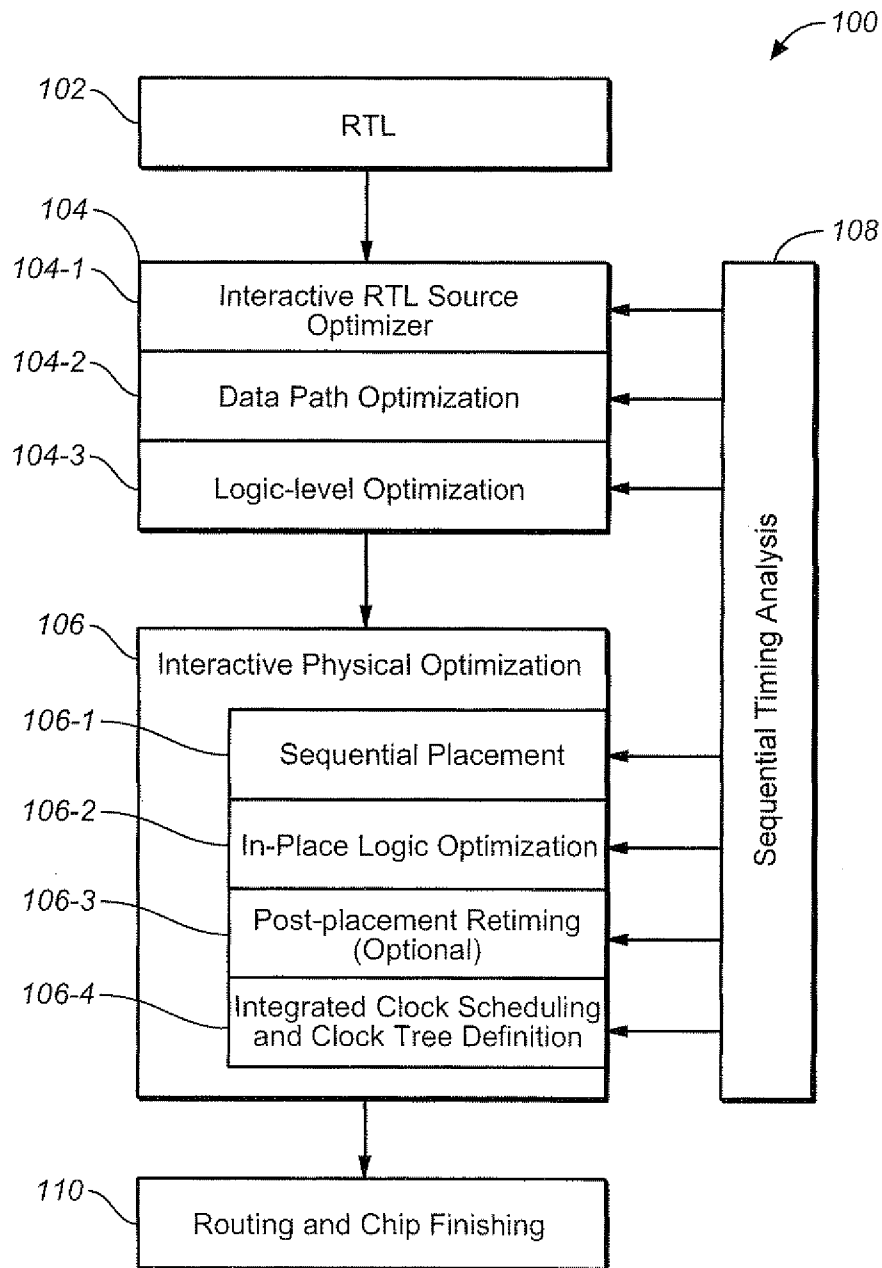 100
102
RTL
104
108
104-1
Interactive RTL Source
Optimizer
104-2
Data Path Optimization
104-3
Logic-level Optimization
Sequential Timing Analysis
106
Interactive Physical Optimization
106-1
Sequential Placement
106-2
In-Place Logic Optimization
106-3
Post-placement Retiming
(Optional)
106-4
Integrated Clock Scheduling
and Clock Tree Definition
110
Routing and Chip Finishing